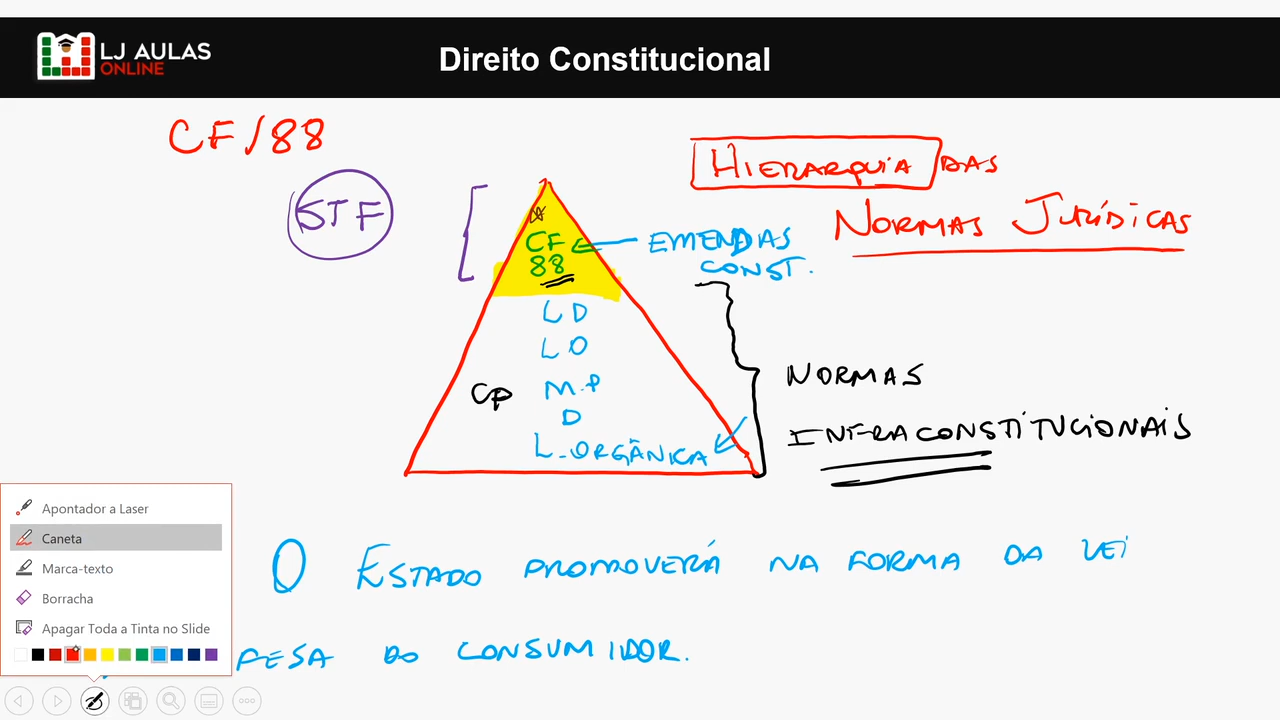 LJ AULAS
ONLINE
Direito Constitucional
CF/88
HIERARQUIA DAS
NORMAS JURÍDICAS
STF
CF
88
EMENDAS
CONST.
LD
LO
M.P
D
L. ORGÂNICA
CP
NORMAS
INFRACONSTITUCIONAIS
O ESTADO PROMOVERÁ NA FORMA DA LEI
FESA DO CONSUMIDOR.
Apontador a Laser
Caneta
Marca-texto
Borracha
Apagar Toda a Tinta no Slide